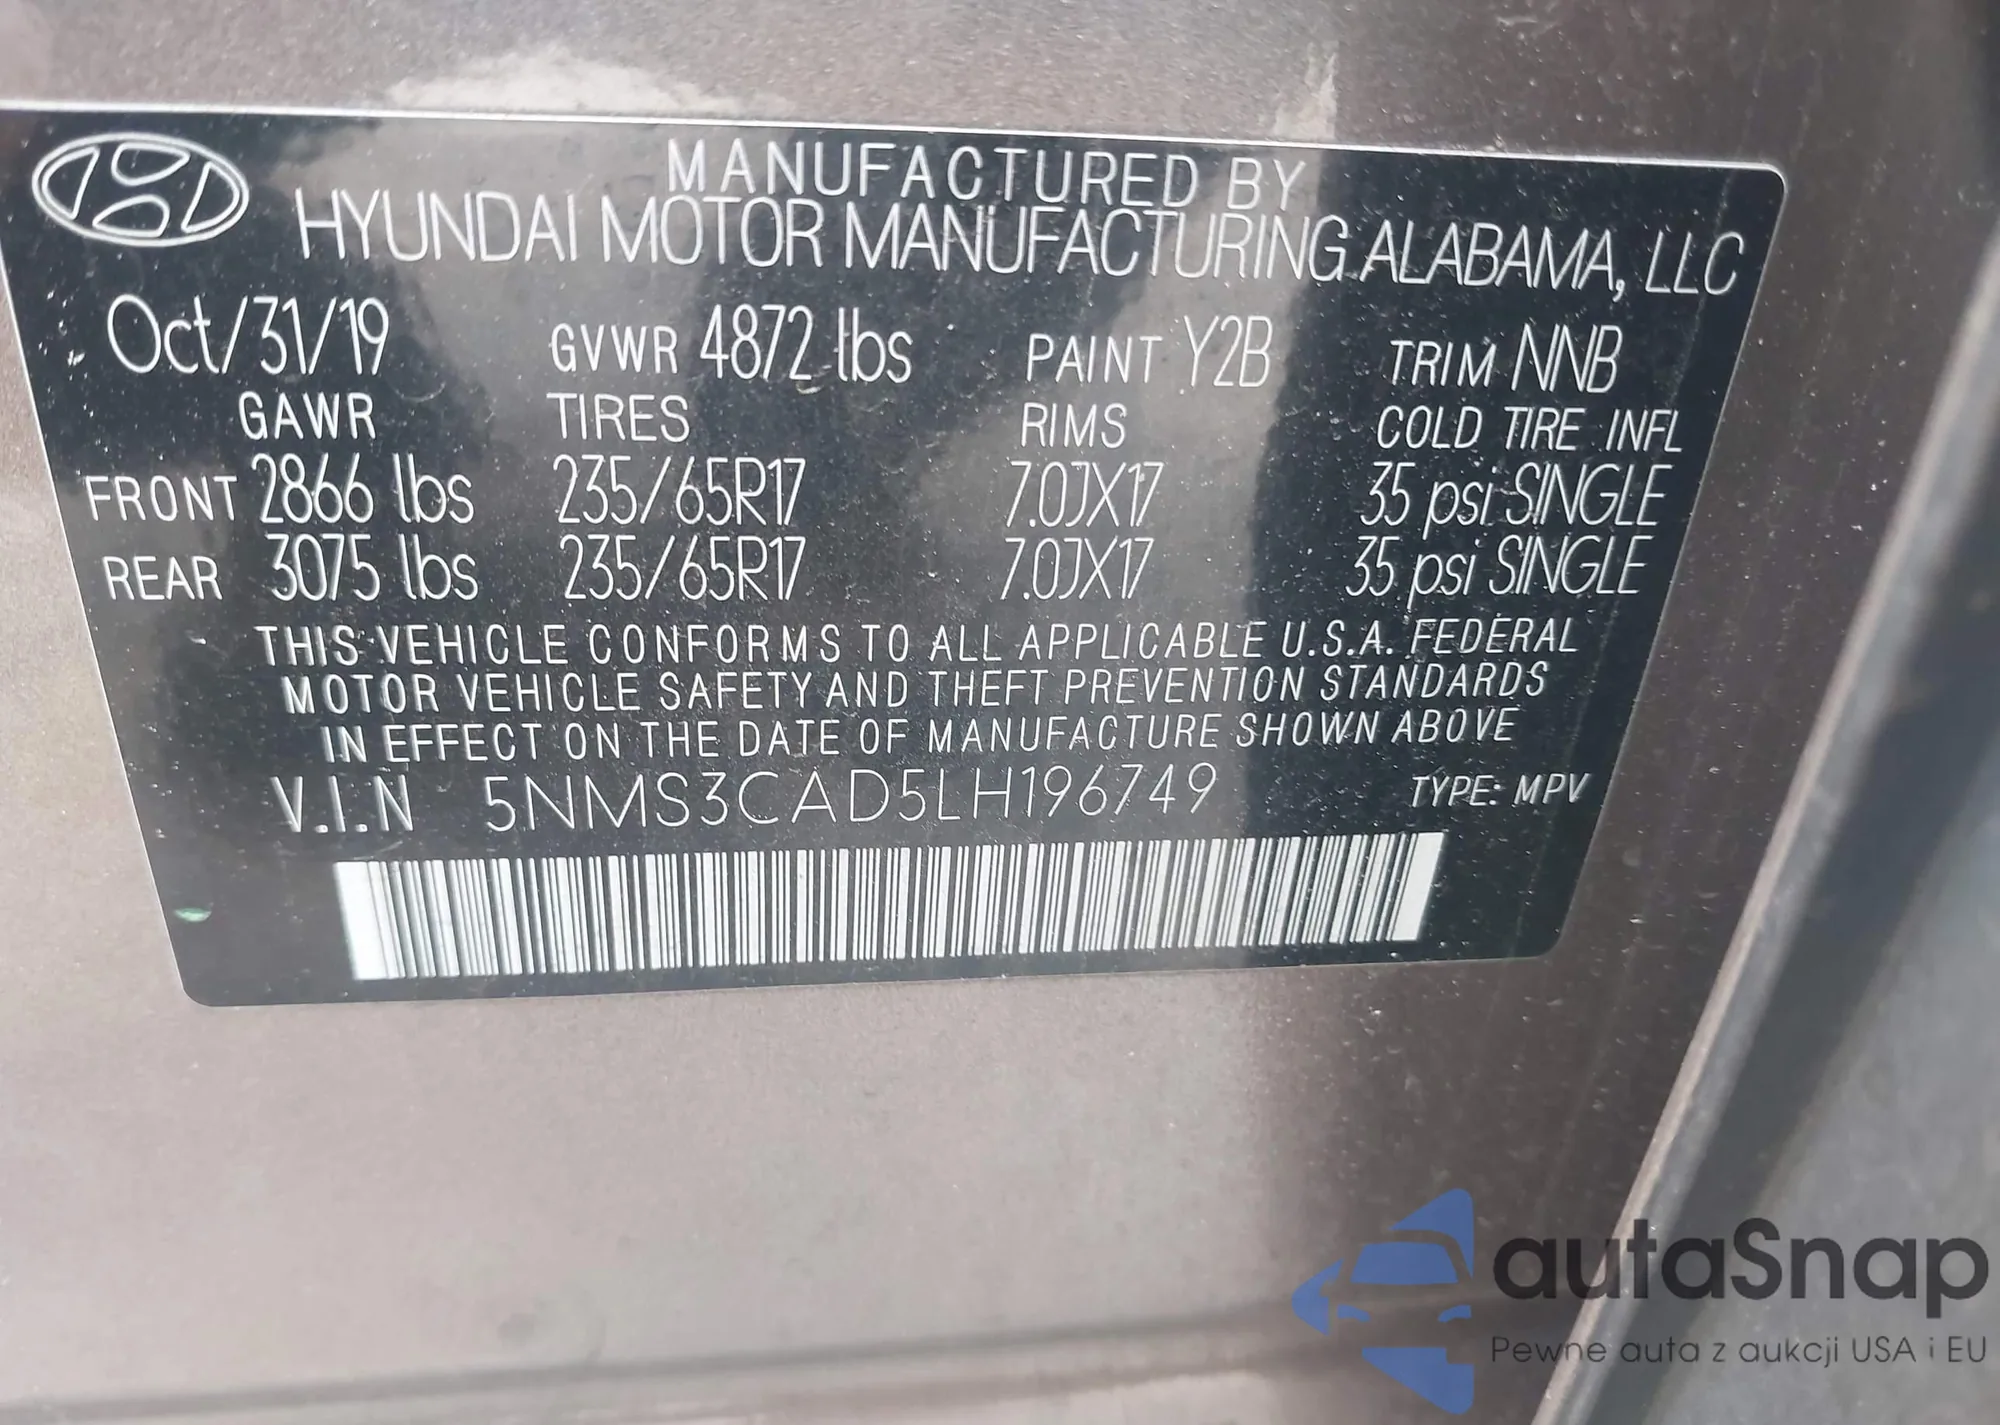 MANUFACTURED BY
HYUNDAI MOTOR MANUFACTURING ALABAMA, LLC
Oct/31/19 GVWR 4872 lbs PAINT Y2B TRIM NNB
GAWR TIRES RIMS COLD TIRE INFL
FRONT 2866 lbs 235/65R17 7.0JX17 35 psi SINGLE
REAR 3075 lbs 235/65R17 7.0JX17 35 psi SINGLE
THIS VEHICLE CONFORMS TO ALL APPLICABLE U.S.A. FEDERAL
MOTOR VEHICLE SAFETY AND THEFT PREVENTION STANDARDS
IN EFFECT ON THE DATE OF MANUFACTURE SHOWN ABOVE
V.I.N 5NMS3CAD5LH196749 TYPE: MPV
autaSnap
Pewne auta z aukcji USA i EU